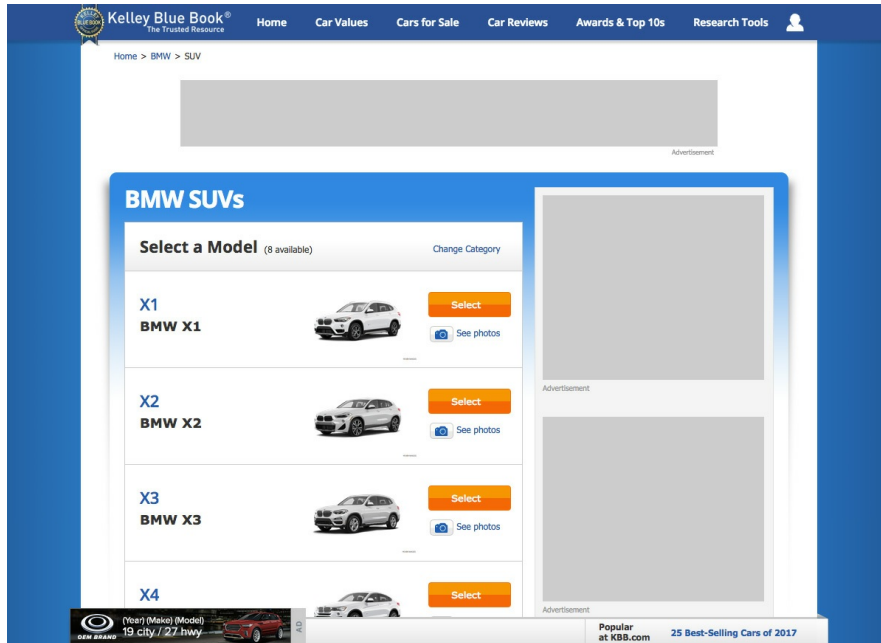 Kelley Blue Book®
The Trusted Resource
KELLEY
BLUE BOOK
Home
Car Values
Cars for Sale
Car Reviews
Awards & Top 10s
Research Tools
Home > BMW > SUV
Advertisement
BMW SUVs
Select a Model (8 available)
Change Category
X1
BMW X1
Select
See photos
X2
BMW X2
Select
See photos
X3
BMW X3
Select
See photos
X4
Select
Advertisement
Advertisement
OEM BRAND
(Year) (Make) (Model)
19 city / 27 hwy
AD
Popular
at KBB.com
25 Best-Selling Cars of 2017